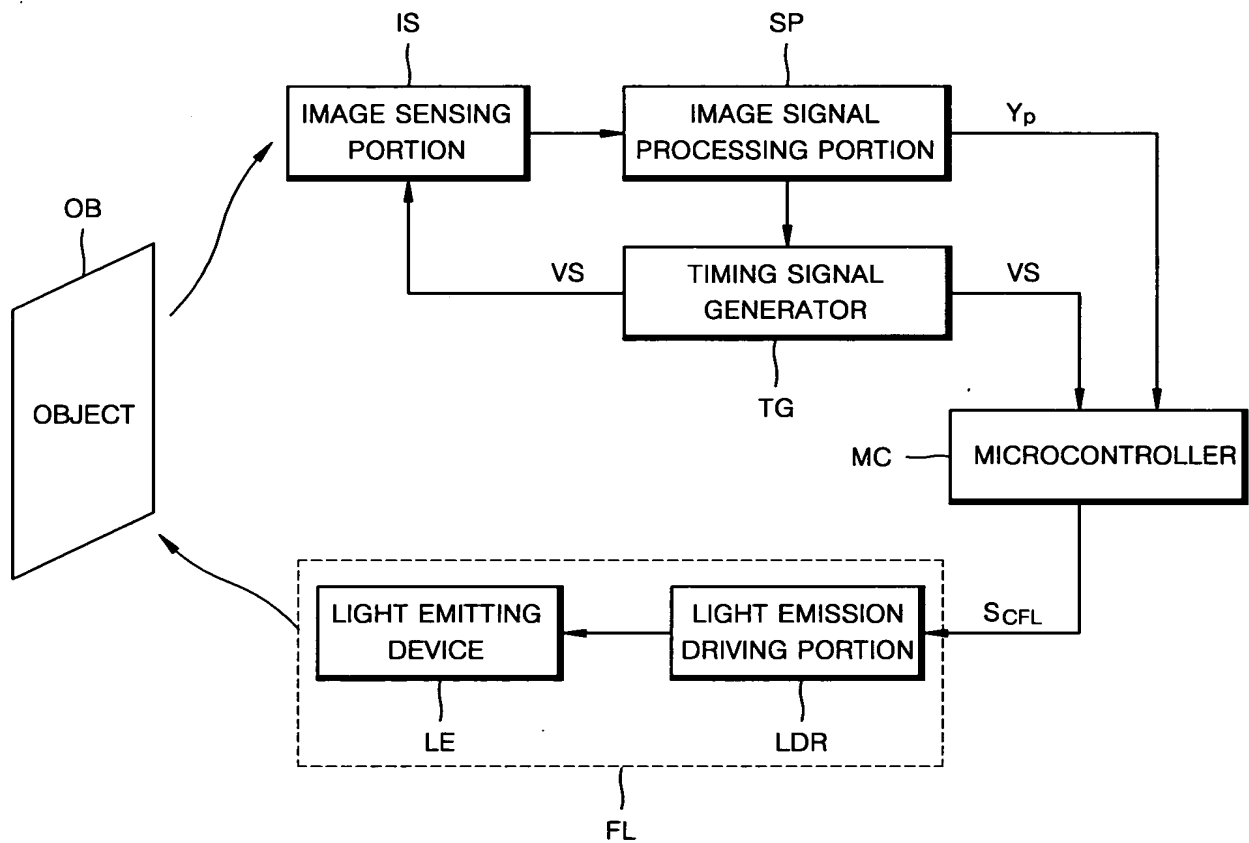 IS
SP
IMAGE SENSING
PORTION
IMAGE SIGNAL
PROCESSING PORTION
Yp
OB
VS
TIMING SIGNAL
GENERATOR
VS
TG
OBJECT
MC
MICROCONTROLLER
LIGHT EMITTING
DEVICE
LIGHT EMISSION
DRIVING PORTION
SCFL
LE
LDR
FL